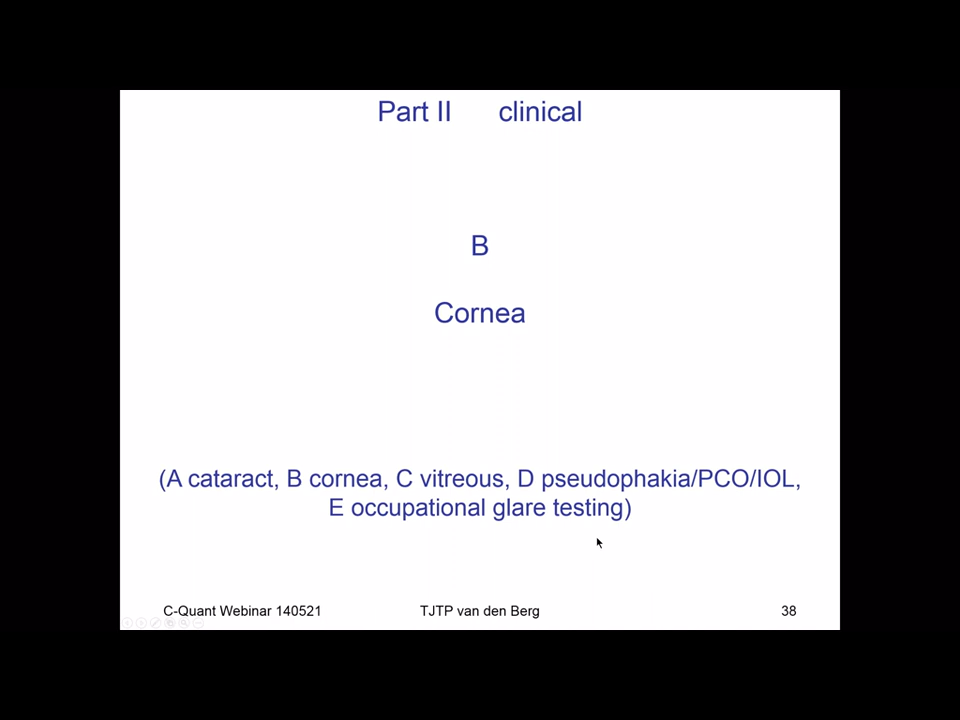 Part II clinical
B
Cornea
(A cataract, B cornea, C vitreous, D pseudophakia/PCO/IOL,
E occupational glare testing)
C-Quant Webinar 140521 TJTP van den Berg 38